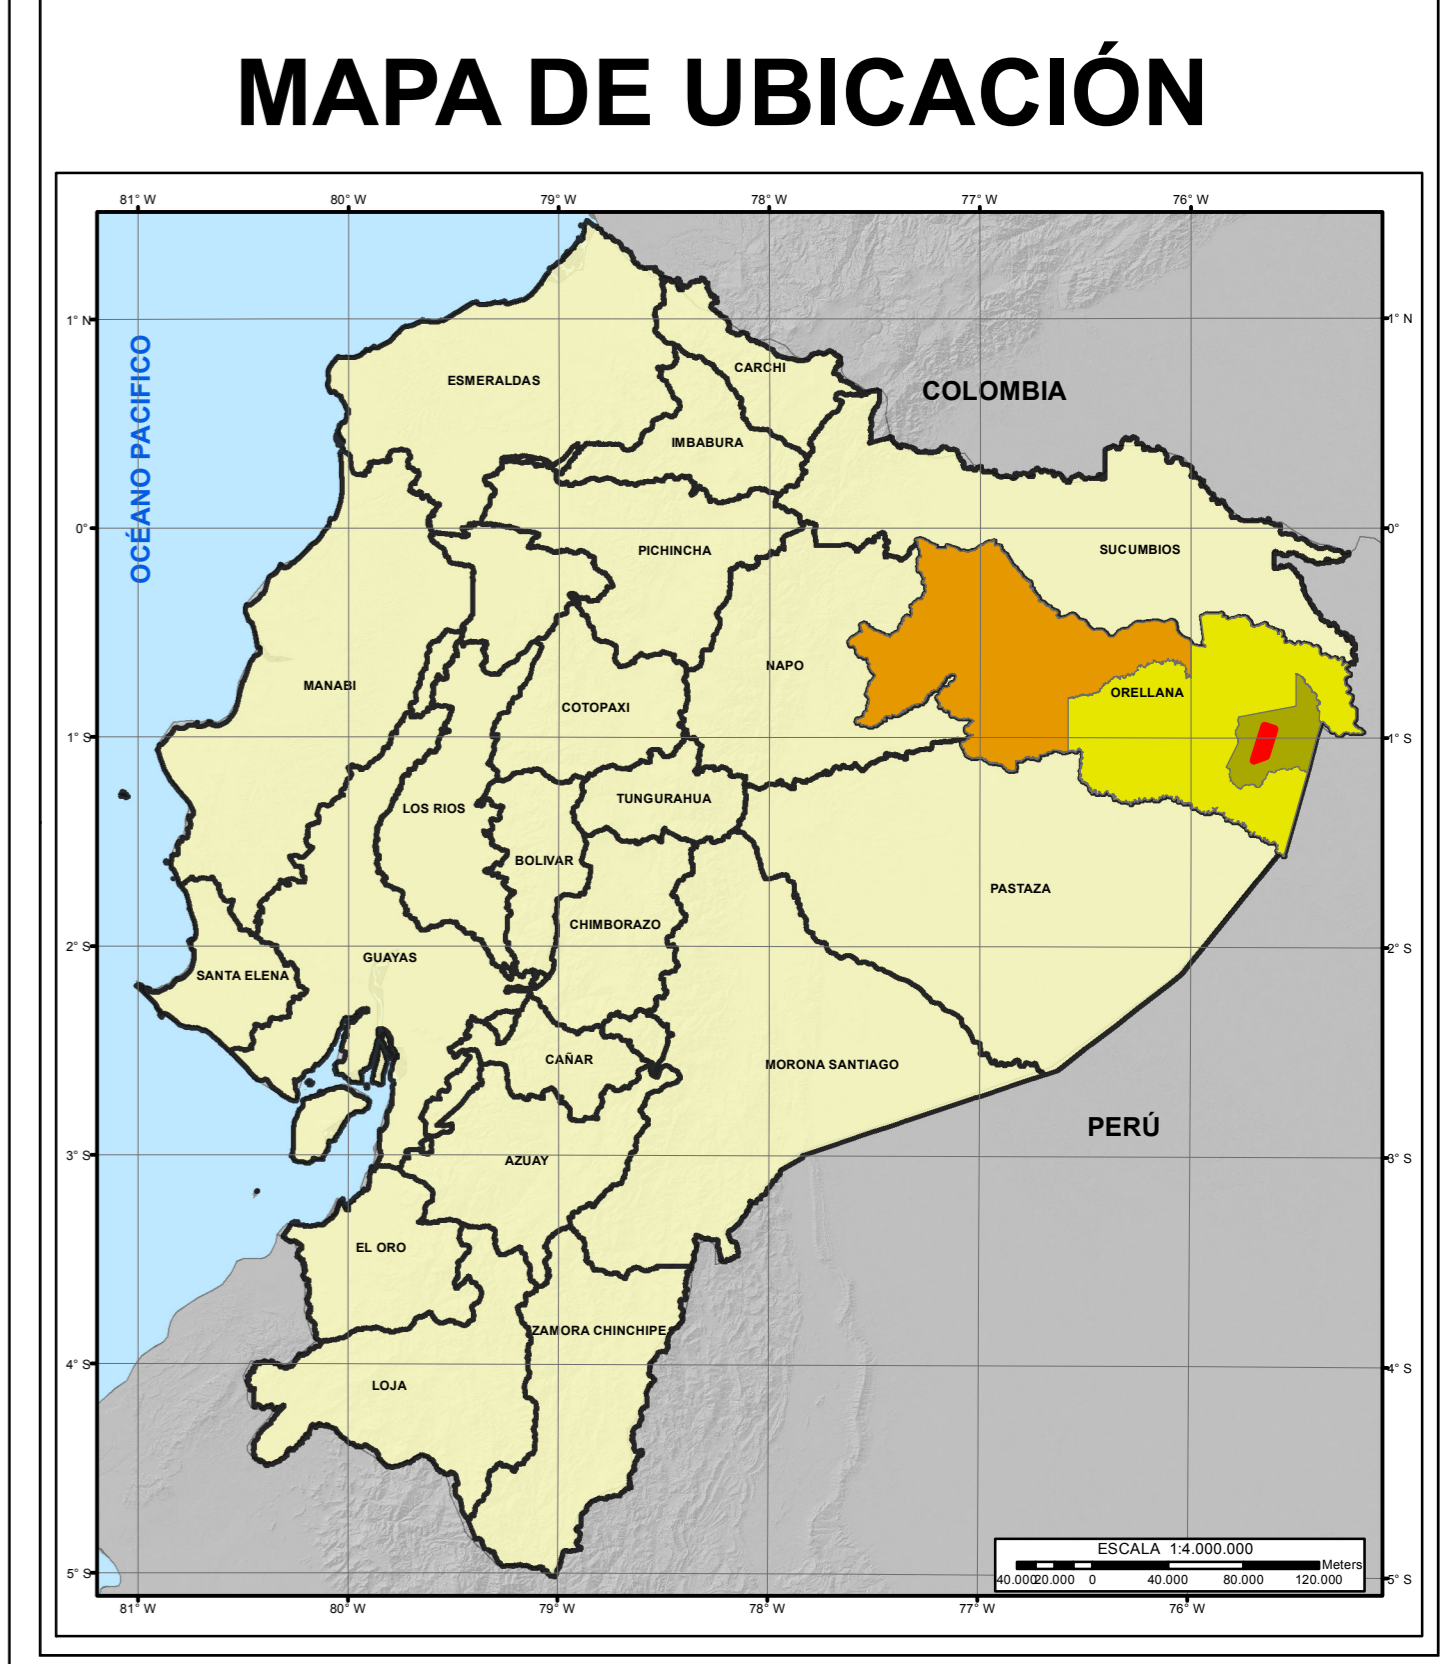 MAPA DE UBICACIÓN
81° W 80° W 79° W 78° W 77° W 76° W
1° N 1° N
OCÉANO PACIFICO
CARCHI
ESMERALDAS
COLOMBIA
IMBABURA
0° 0°
PICHINCHA
SUCUMBIOS
NAPO
MANABI
ORELLANA
COTOPAXI
1° S 1° S
TUNGURAHUA
LOS RIOS
BOLIVAR
PASTAZA
CHIMBORAZO
2° S 2° S
GUAYAS
SANTA ELENA
CAÑAR
MORONA SANTIAGO
PERÚ
3° S 3° S
AZUAY
EL ORO
ZAMORA CHINCHIPE
4° S 4° S
LOJA
ESCALA 1:4.000.000
Meters
40.000 20.000 0 40.000 80.000 120.000
5° S 5° S
81° W 80° W 79° W 78° W 77° W 76° W